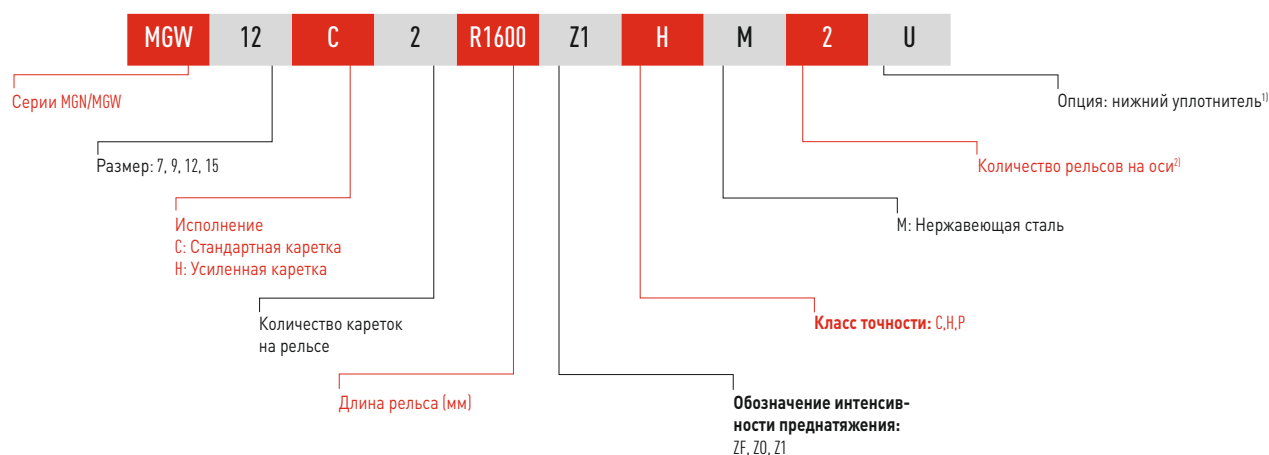 MGW 12 C 2 R1600 Z1 H M 2 U
Серии MGN/MGW
Опция: нижний уплотнитель¹⁾
Размер: 7, 9, 12, 15
Количество рельсов на оси²⁾
Исполнение
C: Стандартная каретка
H: Усиленная каретка
M: Нержавеющая сталь
Количество кареток
на рельсе
Класс точности: C,H,P
Длина рельса (мм)
Обозначение интенсив-
ности преднатяжения:
ZF, Z0, Z1